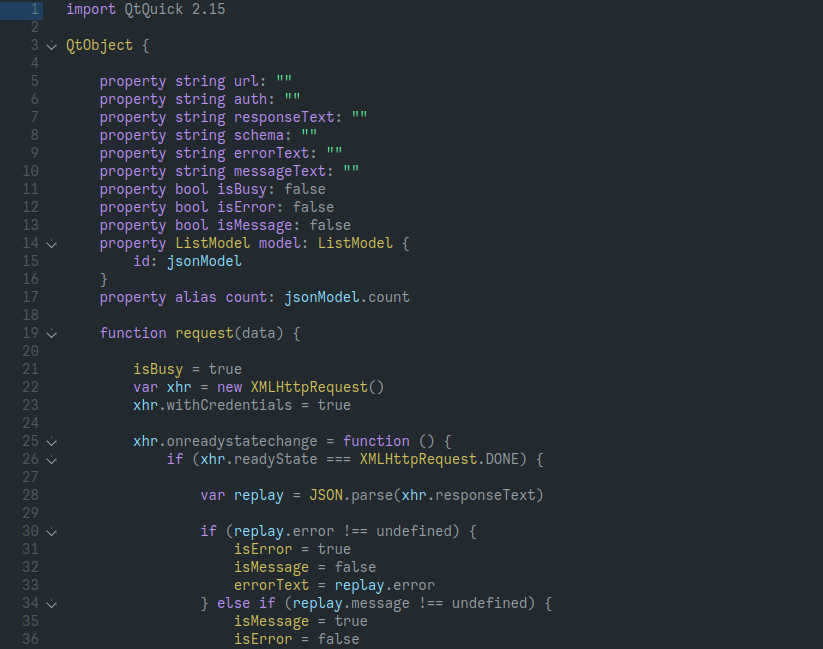 1 import QtQuick 2.15
2
3 QtObject {
4
5 property string url: ""
6 property string auth: ""
7 property string responseText: ""
8 property string schema: ""
9 property string errorText: ""
10 property string messageText: ""
11 property bool isBusy: false
12 property bool isError: false
13 property bool isMessage: false
14 property ListModel model: ListModel {
15 id: jsonModel
16 }
17 property alias count: jsonModel.count
18
19 function request(data) {
20
21 isBusy = true
22 var xhr = new XMLHttpRequest()
23 xhr.withCredentials = true
24
25 xhr.onreadystatechange = function () {
26 if (xhr.readyState === XMLHttpRequest.DONE) {
27
28 var replay = JSON.parse(xhr.responseText)
29
30 if (replay.error !== undefined) {
31 isError = true
32 isMessage = false
33 errorText = replay.error
34 } else if (replay.message !== undefined) {
35 isMessage = true
36 isError = false